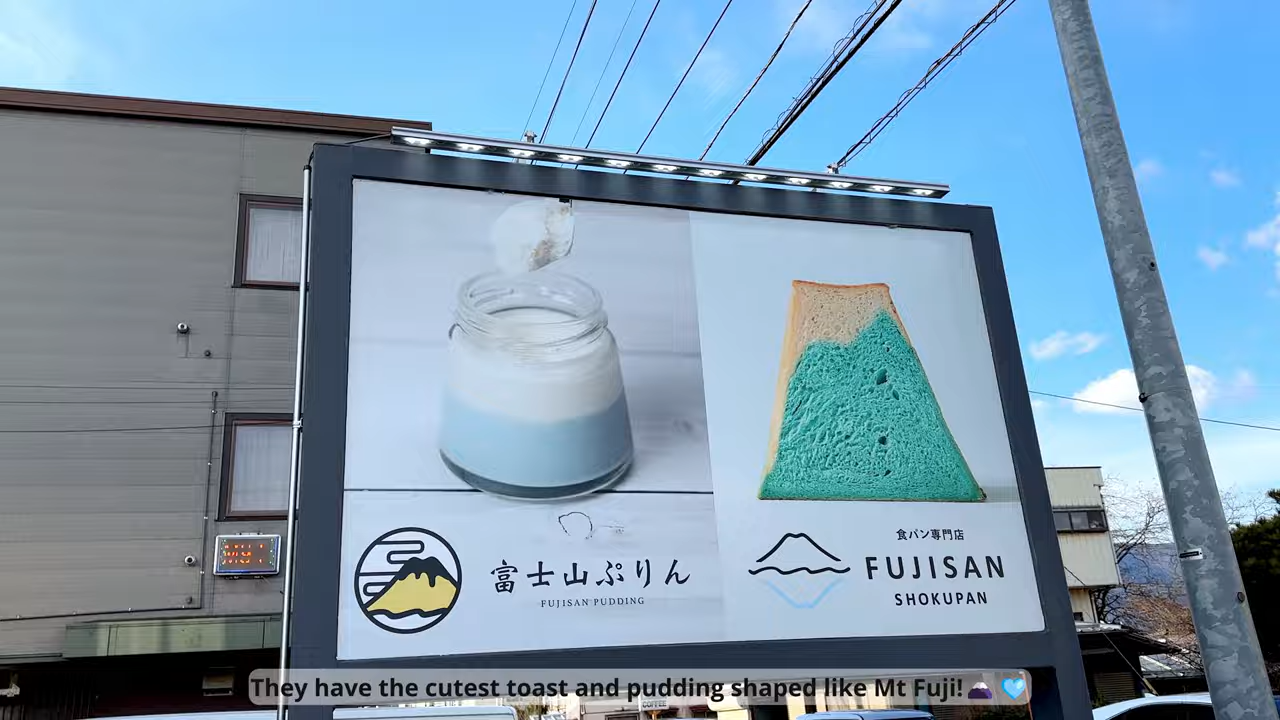 富士山ぷりん
FUJISAN PUDDING
食パン専門店
FUJISAN
SHOKUPAN
They have the cutest toast and pudding shaped like Mt Fuji! 🗻 🩵
COFFEE